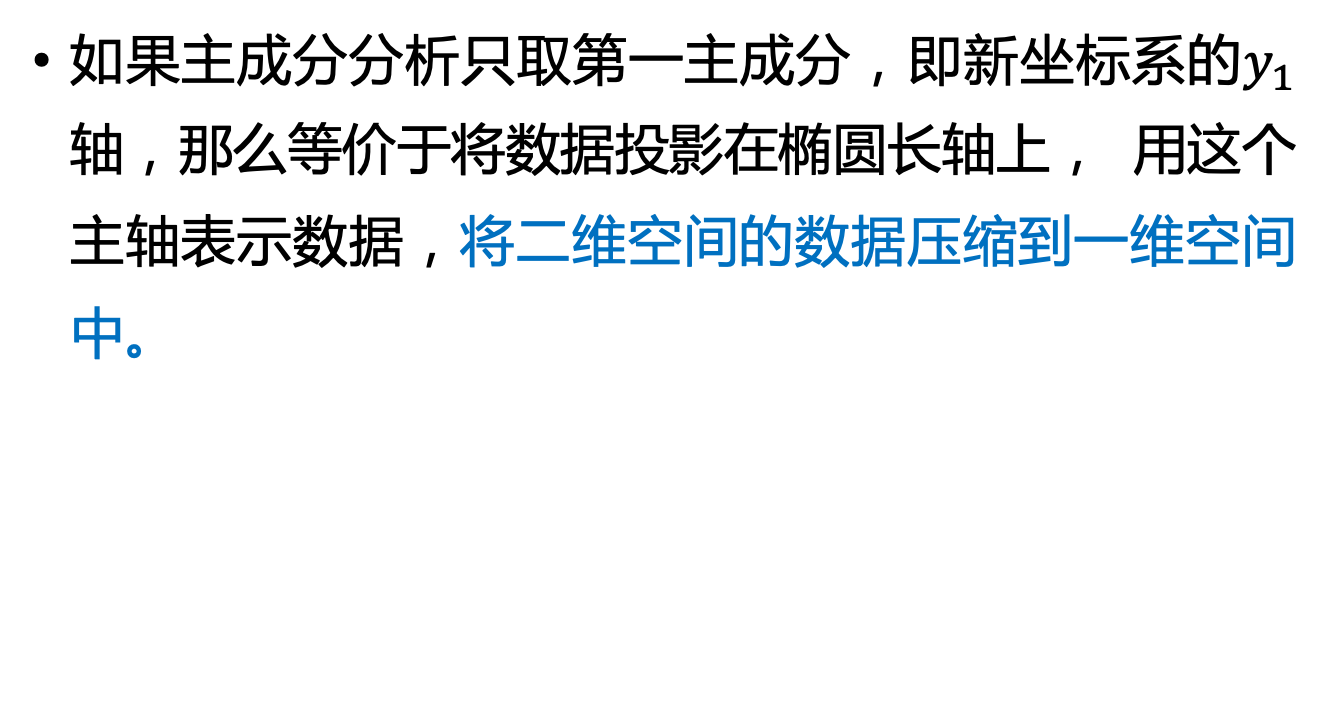 • 如果主成分分析只取第一主成分，即新坐标系的y₁
轴，那么等价于将数据投影在椭圆长轴上， 用这个
主轴表示数据，将二维空间的数据压缩到一维空间
中。